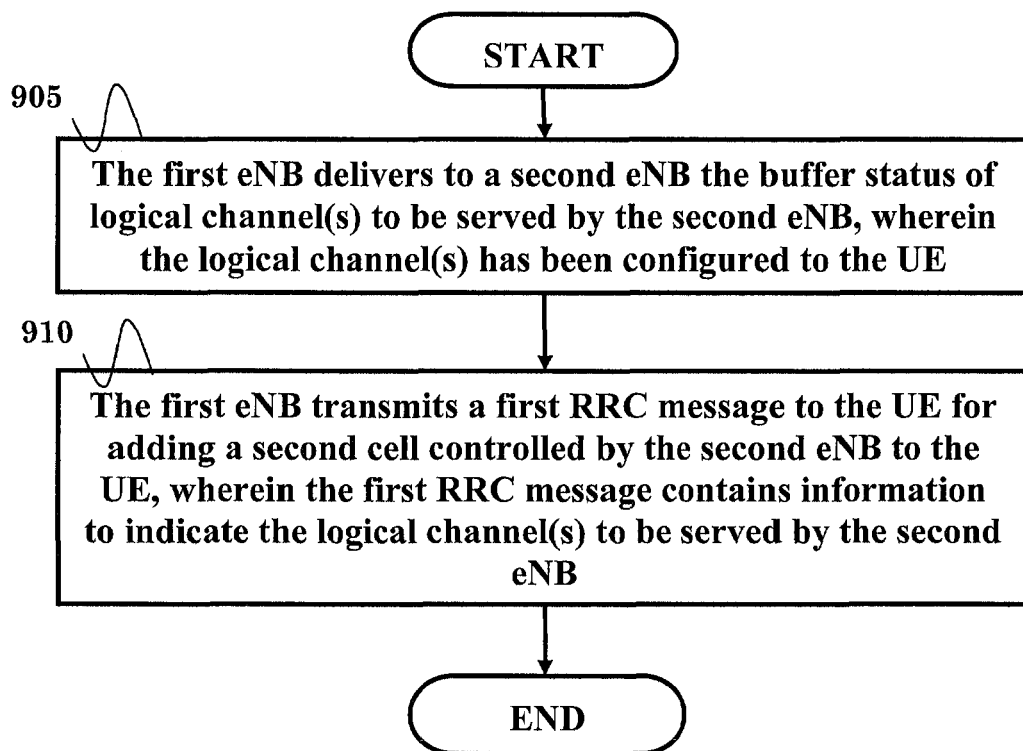 START
905
The first eNB delivers to a second eNB the buffer status of
logical channel(s) to be served by the second eNB, wherein
the logical channel(s) has been configured to the UE
910
The first eNB transmits a first RRC message to the UE for
adding a second cell controlled by the second eNB to the
UE, wherein the first RRC message contains information
to indicate the logical channel(s) to be served by the second
eNB
END